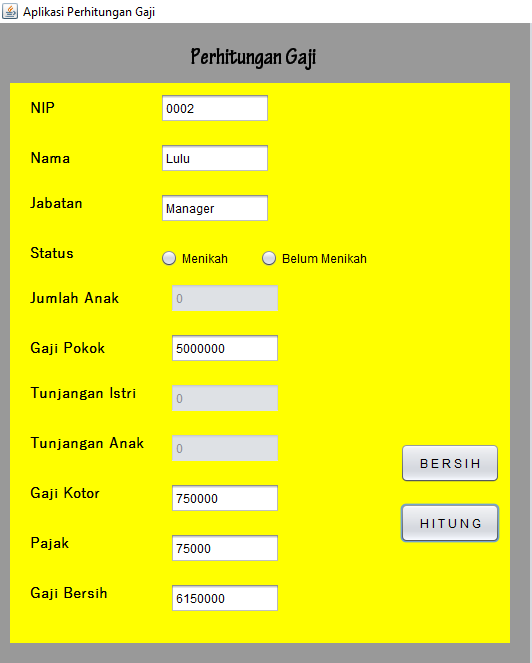 Aplikasi Perhitungan Gaji
Perhitungan Gaji
NIP 0002
Nama Lulu
Jabatan Manager
Status Menikah Belum Menikah
Jumlah Anak 0
Gaji Pokok 5000000
Tunjangan Istri 0
Tunjangan Anak 0
BERSIH
Gaji Kotor 750000
HITUNG
Pajak 75000
Gaji Bersih 6150000